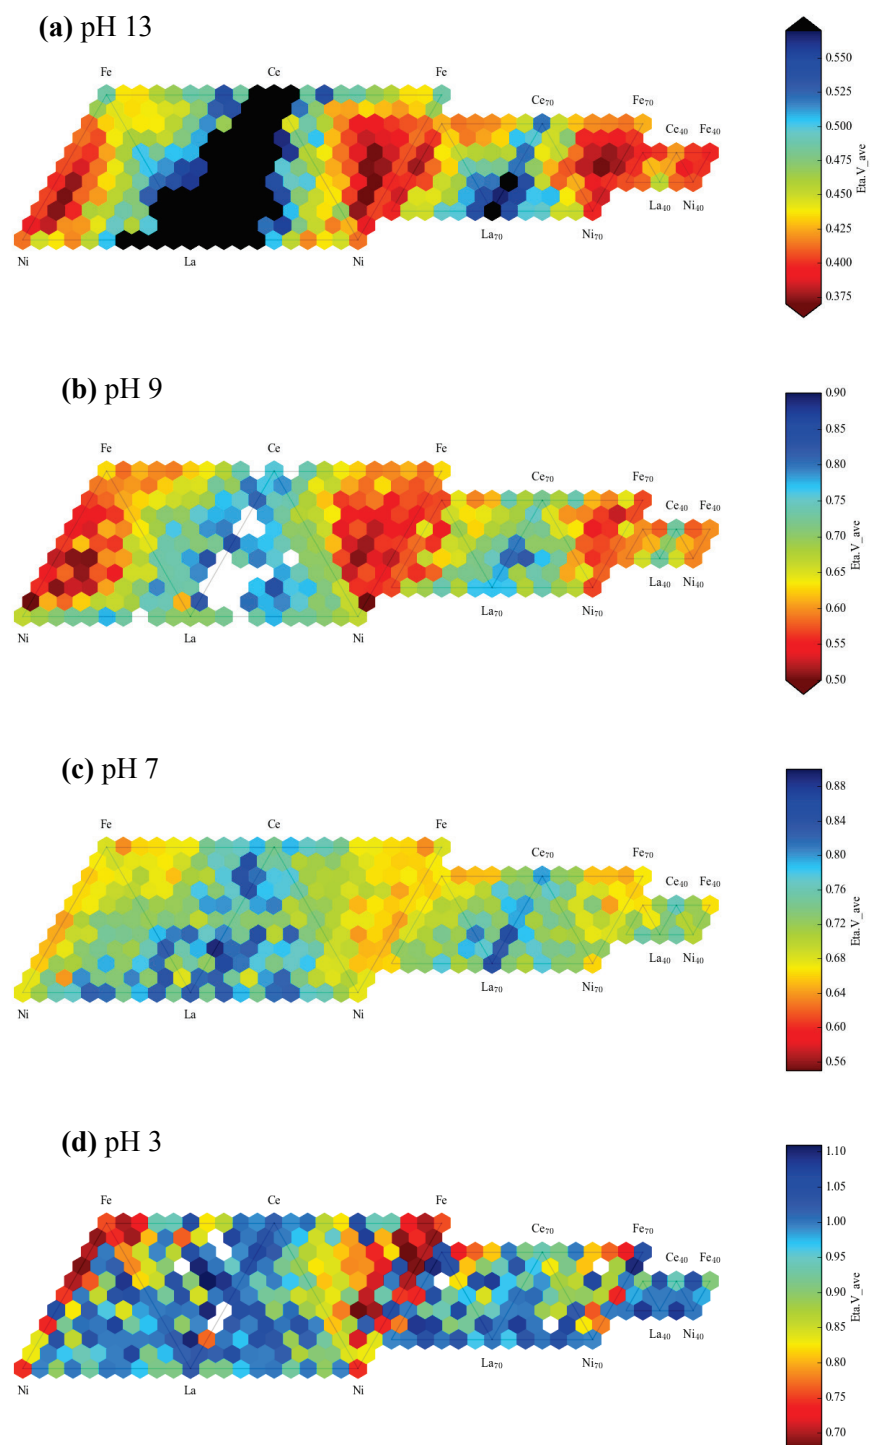 (a) pH 13
Fe Ce Fe
Ce₇₀ Fe₇₀
Ce₄₀ Fe₄₀
La₄₀ Ni₄₀
La₇₀ Ni₇₀
Ni La Ni
0.550
0.525
0.500
0.475
0.450
0.425
0.400
0.375
Eta.V_ave
(b) pH 9
Fe Ce Fe
Ce₇₀ Fe₇₀
Ce₄₀ Fe₄₀
La₄₀ Ni₄₀
La₇₀ Ni₇₀
Ni La Ni
0.90
0.85
0.80
0.75
0.70
0.65
0.60
0.55
0.50
Eta.V_ave
(c) pH 7
Fe Ce Fe
Ce₇₀ Fe₇₀
Ce₄₀ Fe₄₀
La₄₀ Ni₄₀
La₇₀ Ni₇₀
Ni La Ni
0.88
0.84
0.80
0.76
0.72
0.68
0.64
0.60
0.56
Eta.V_ave
(d) pH 3
Fe Ce Fe
Ce₇₀ Fe₇₀
Ce₄₀ Fe₄₀
La₄₀ Ni₄₀
La₇₀ Ni₇₀
Ni La Ni
1.10
1.05
1.00
0.95
0.90
0.85
0.80
0.75
0.70
Eta.V_ave